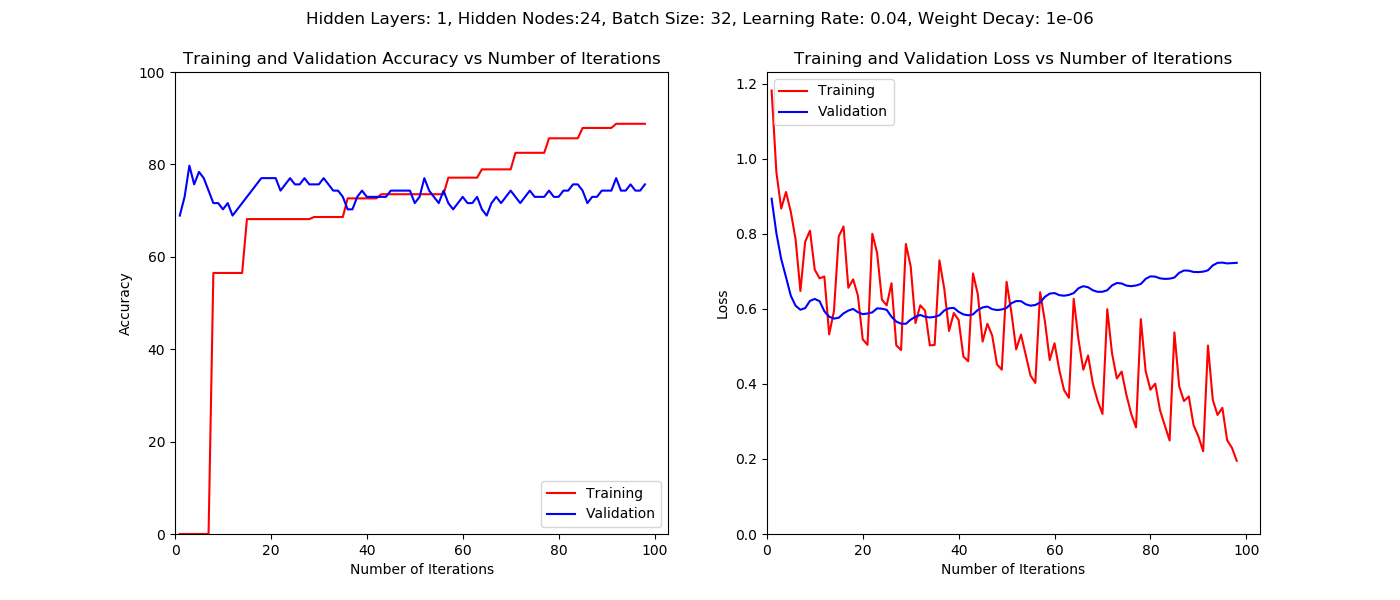 Hidden Layers: 1, Hidden Nodes:24, Batch Size: 32, Learning Rate: 0.04, Weight Decay: 1e-06
Training and Validation Accuracy vs Number of Iterations
100
80
60
40
20
0
Accuracy
0 20 40 60 80 100
Number of Iterations
Training
Validation
Training and Validation Loss vs Number of Iterations
Training
Validation
1.2
1.0
0.8
0.6
0.4
0.2
0.0
Loss
0 20 40 60 80 100
Number of Iterations